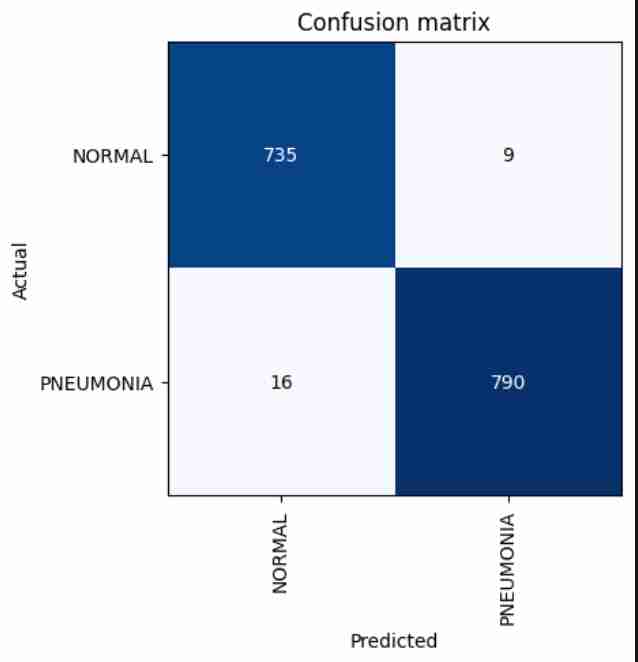 Confusion matrix
Actual
NORMAL
735
9
PNEUMONIA
16
790
NORMAL
PNEUMONIA
Predicted